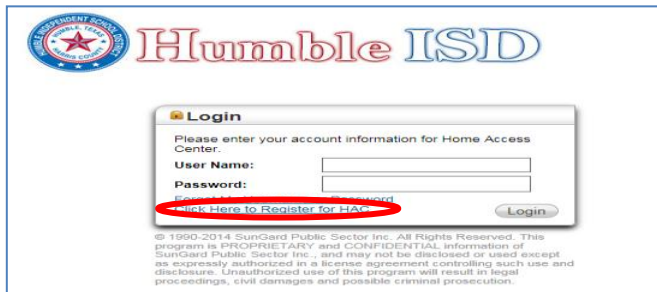 HUMBLE INDEPENDENT SCHOOL DISTRICT
HUMBLE, TEXAS
HARRIS COUNTY
Humble ISD
Login
Please enter your account information for Home Access
Center.
User Name:
Password:
Password
Click Here to Register for HAC
Login
© 1990-2014 SunGard Public Sector Inc. All Rights Reserved. This
program is PROPRIETARY and CONFIDENTIAL information of
SunGard Public Sector Inc., and may not be disclosed or used except
as expressly authorized in a license agreement controlling such use and
disclosure. Unauthorized use of this program will result in legal
proceedings, civil damages and possible criminal prosecution.